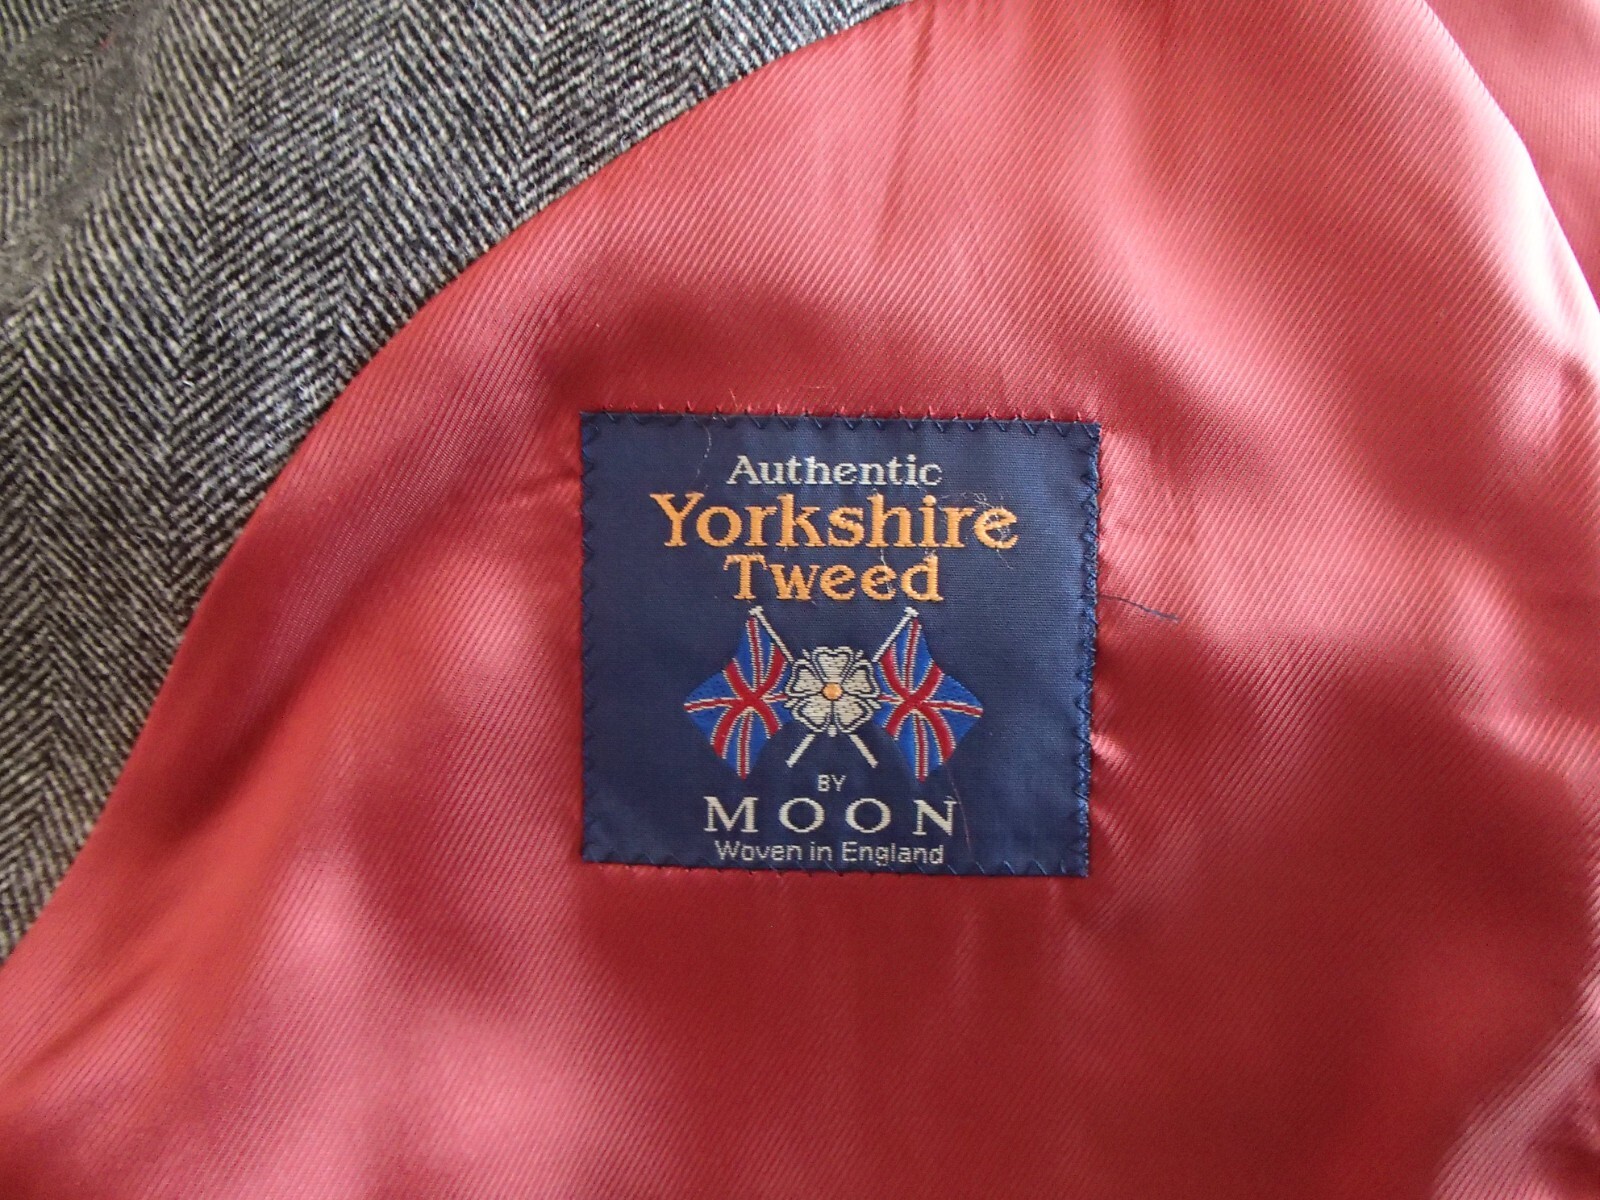 Authentic
Yorkshire
Tweed
BY
MOON
Woven in England